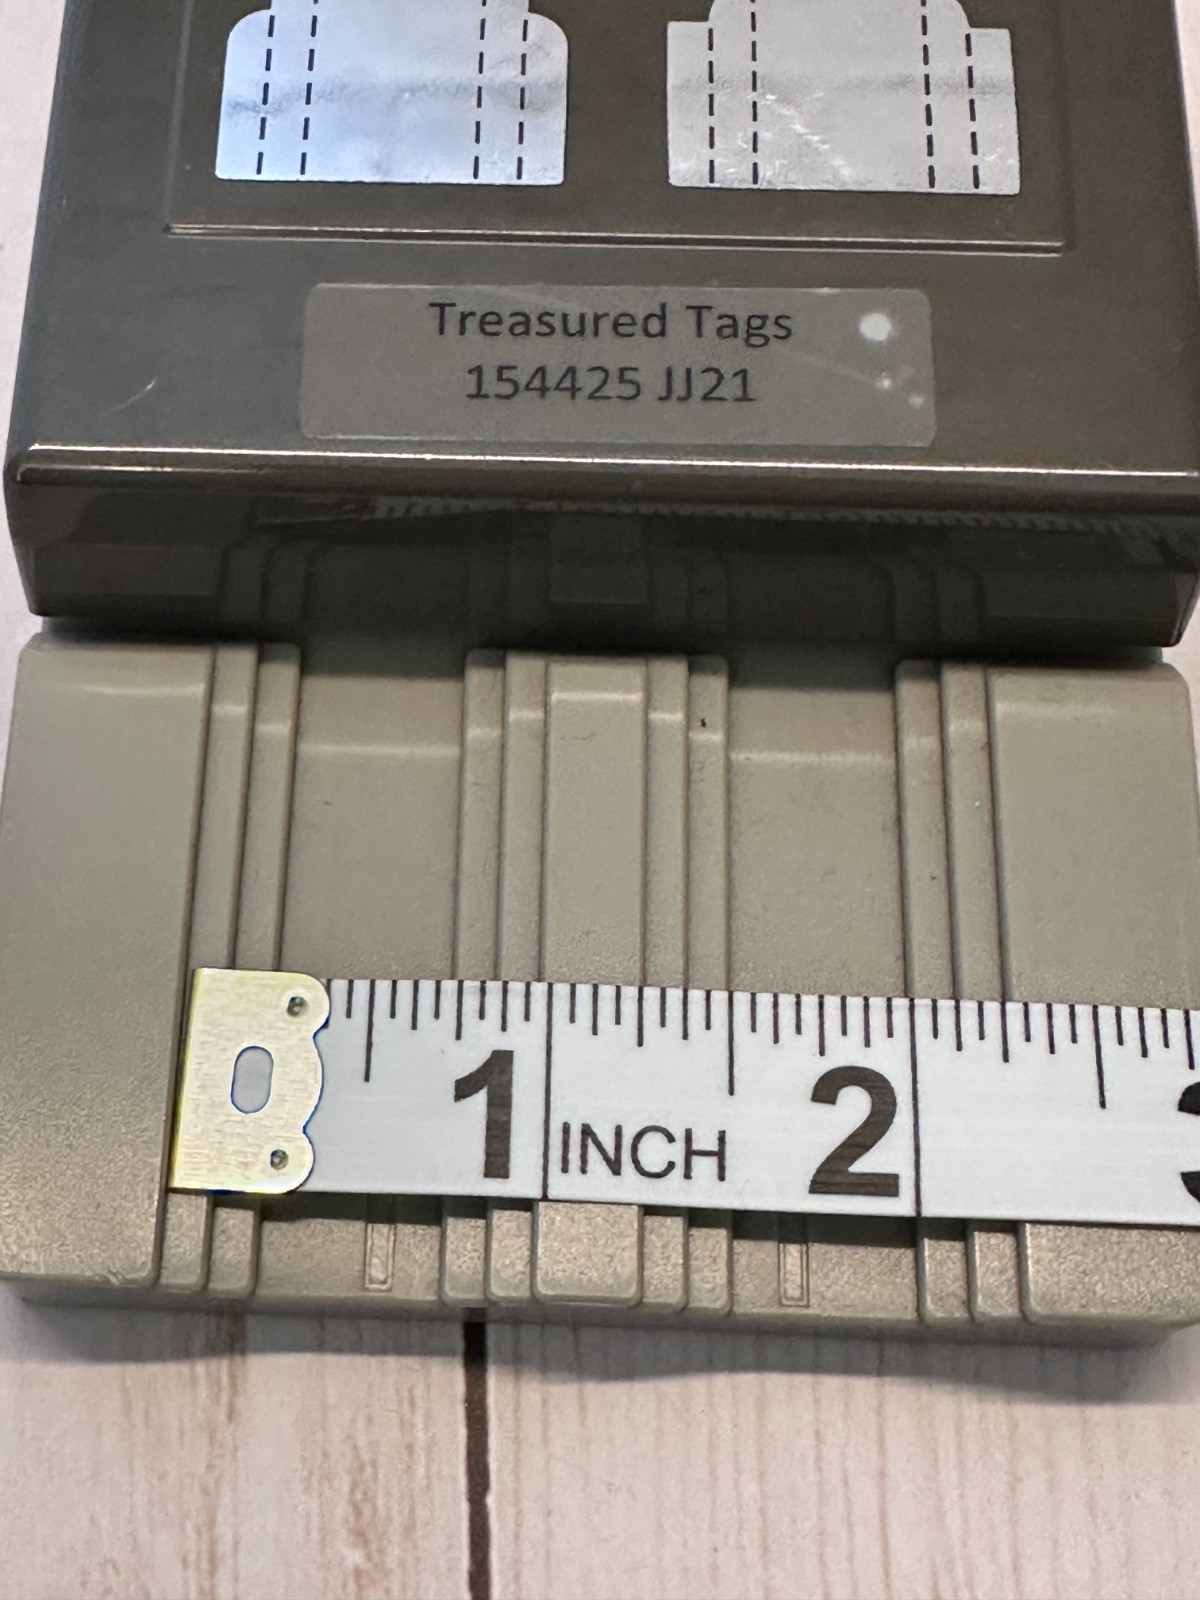 Treasured Tags
154425 JJ21
1 INCH 2